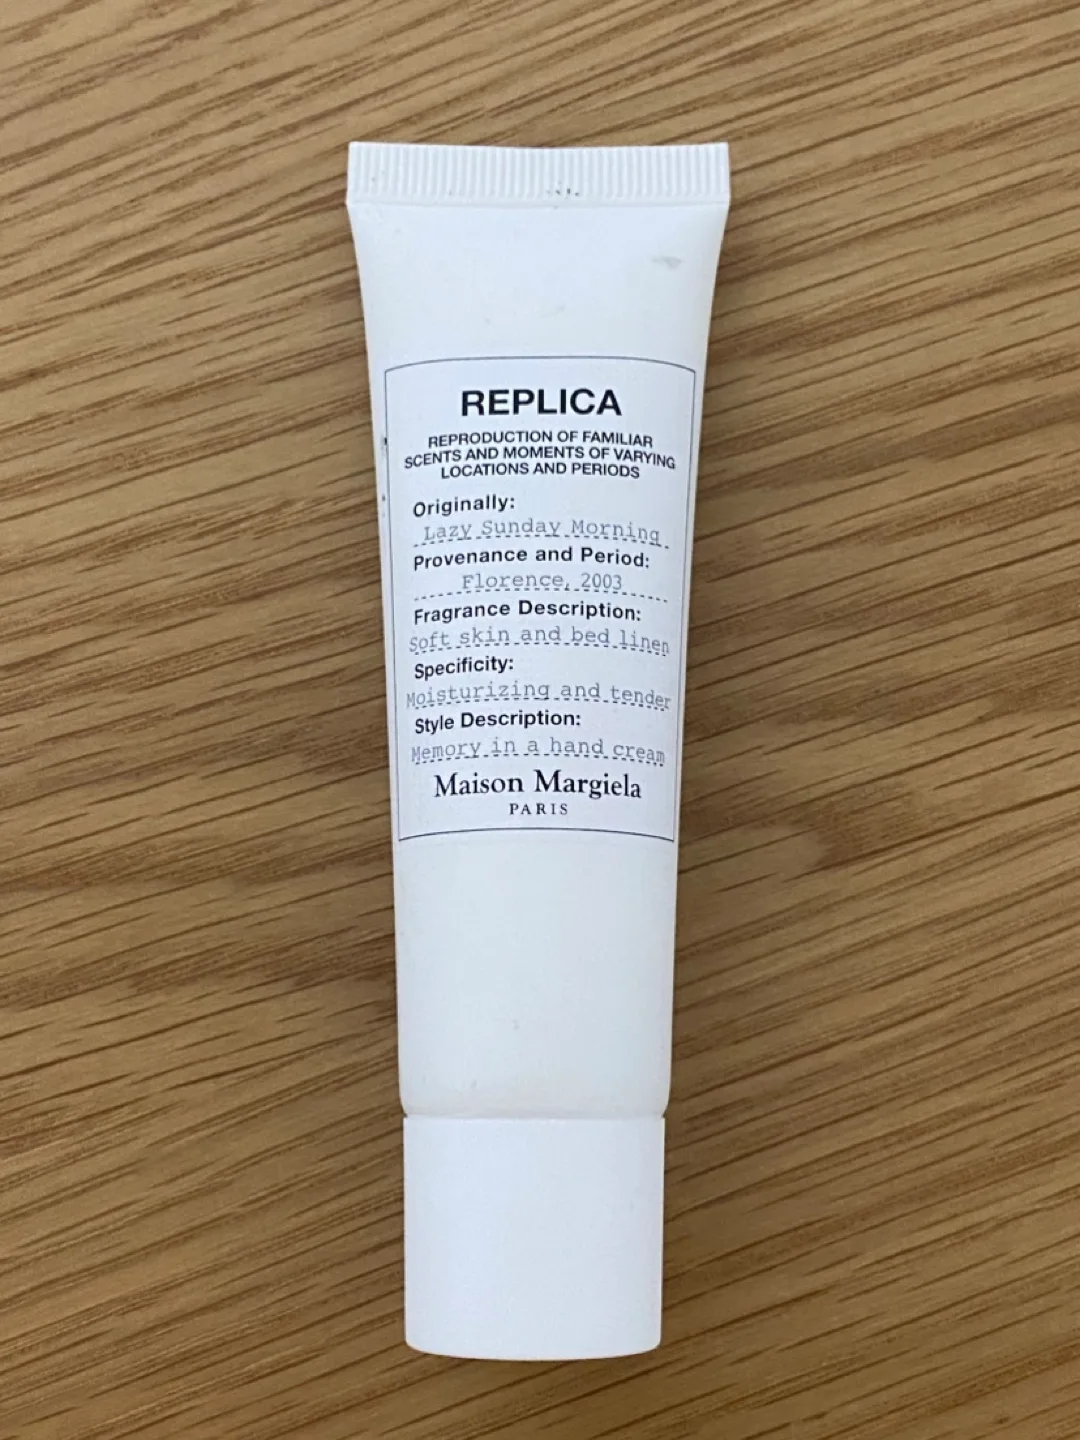 REPLICA
REPRODUCTION OF FAMILIAR
SCENTS AND MOMENTS OF VARYING
LOCATIONS AND PERIODS
Originally:
Lazy Sunday Morning
Provenance and Period:
Florence, 2003
Fragrance Description:
Soft skin and bed linen
Specificity:
Moisturizing and tender
Style Description:
Memory in a hand cream
Maison Margiela
PARIS